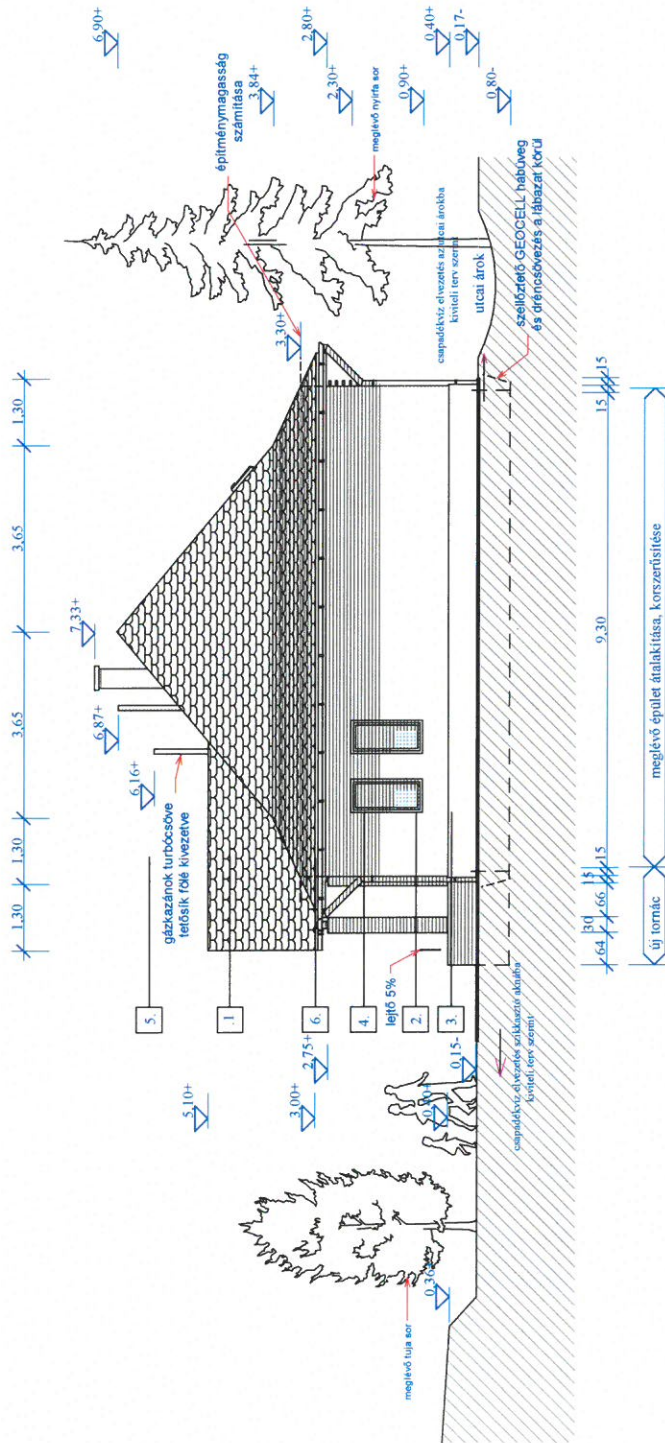 6,90+
építménymagasság
számítása
3,84+
2,80+
2,30+
meglévő nyírfa sor
0,90+
0,40+
0,17-
0,80-
3,30+
csapadékvíz elvezetés az utcai árokba
kiviteli terv szerint
utcai árok
szellőztető GEOCELL habüveg
és dréncsövezés a lábazat körül
1,30
3,65
3,65
1,30
1,30
7,33+
6,87+
6,16+
gázkazánok turbócsöve
tetősík fölé kivezetve
5.
.1
6.
4.
2.
3.
lejtő 5%
5,10+
3,00+
2,75+
0,15-
csapadékvíz elvezetés szikkasztó aknába
kiviteli terv szerint
0,36+
meglévő tuja sor
15
15
9,30
15
15
66
30
64
meglévő épület átalakítása, korszerűsítése
új tornác